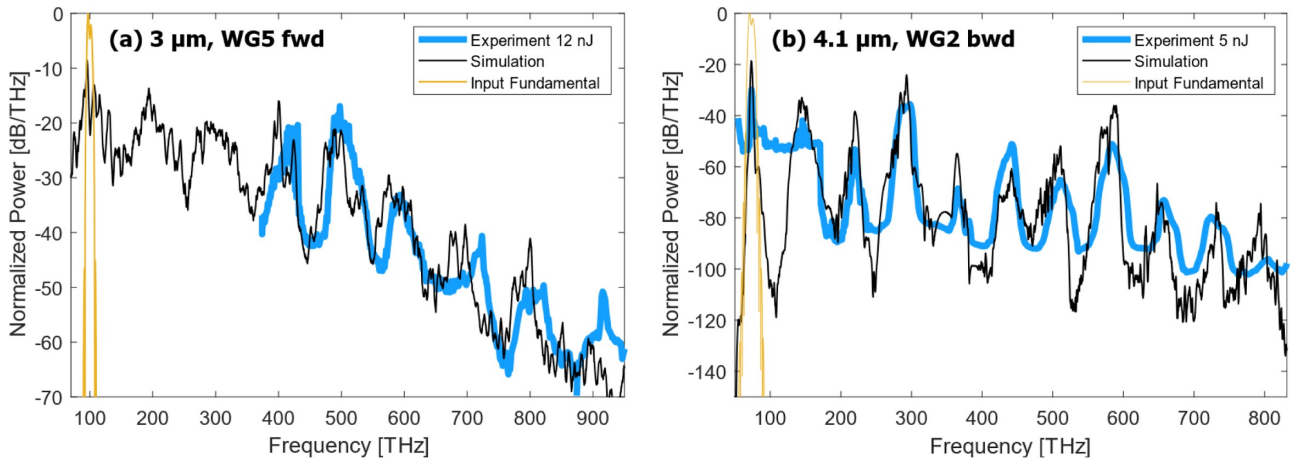 (a) 3 µm, WG5 fwd
Experiment 12 nJ
Simulation
Input Fundamental
Normalized Power [dB/THz]
0
-10
-20
-30
-40
-50
-60
-70
100 200 300 400 500 600 700 800 900
Frequency [THz]
(b) 4.1 µm, WG2 bwd
Experiment 5 nJ
Simulation
Input Fundamental
Normalized Power [dB/THz]
0
-20
-40
-60
-80
-100
-120
-140
100 200 300 400 500 600 700 800
Frequency [THz]